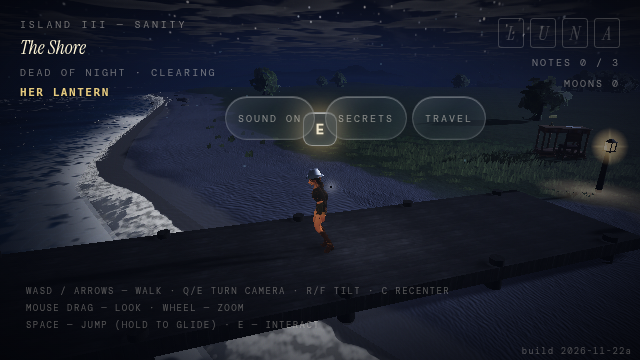 ISLAND III — SANITY
The Shore
DEAD OF NIGHT · CLEARING
HER LANTERN
L U N A
NOTES 0 / 3
MOONS 0
SOUND ON
SECRETS
TRAVEL
E
WASD / ARROWS — WALK · Q/E TURN CAMERA · R/F TILT · C RECENTER
MOUSE DRAG — LOOK · WHEEL — ZOOM
SPACE — JUMP (HOLD TO GLIDE) · E — INTERACT
build 2026-11-22a